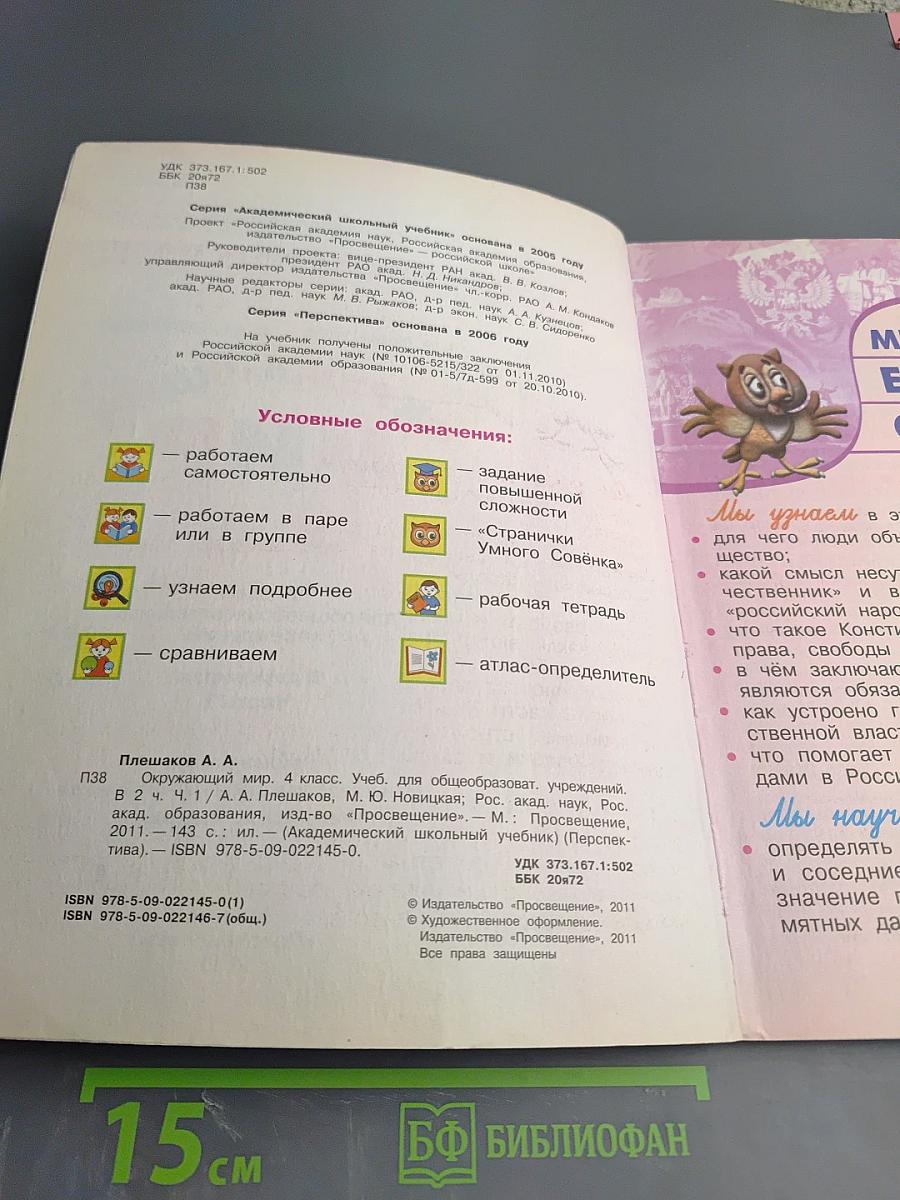 УДК 373.167.1:502
ББК 20я72
П38
Серия «Академический школьный учебник» основана в 2005 году
Проект «Российская академия наук, Российская академия образования,
издательство «Просвещение» — российской школе»
Руководители проекта: вице-президент РАН акад. В. В. Козлов;
президент РАО акад. Н. Д. Никандров;
управляющий директор издательства «Просвещение» чл.-корр. РАО А. М. Кондаков
Научные редакторы серии: акад. РАО, д-р пед. наук А. А. Кузнецов;
акад. РАО, д-р пед. наук М. В. Рыжаков; д-р экон. наук С. В. Сидоренко
Серия «Перспектива» основана в 2006 году
На учебник получены положительные заключения
Российской академии наук (№ 10106-5215/322 от 01.11.2010)
и Российской академии образования (№ 01-5/7д-599 от 20.10.2010).
Условные обозначения:
— работаем
самостоятельно
— работаем в паре
или в группе
— узнаем подробнее
— сравниваем
— задание
повышенной
сложности
— «Странички
Умного Совёнка»
— рабочая тетрадь
— атлас-определитель
Плешаков А. А.
П38 Окружающий мир. 4 класс. Учеб. для общеобразоват. учреждений.
В 2 ч. Ч. 1 / А. А. Плешаков, М. Ю. Новицкая; Рос. акад. наук, Рос.
акад. образования, изд-во «Просвещение». — М. : Просвещение,
2011. — 143 с. : ил. — (Академический школьный учебник) (Перспек-
тива). — ISBN 978-5-09-022145-0.
УДК 373.167.1:502
ББК 20я72
ISBN 978-5-09-022145-0(1)
ISBN 978-5-09-022146-7(общ.)
© Издательство «Просвещение», 2011
© Художественное оформление.
Издательство «Просвещение», 2011
Все права защищены
Мы узнаем в
• для чего люди
щество;
• какой смысл
чественник» и
«российский
• что такое
права, свободы
• в чём
являются
• как устроено
ственной
• что помогает
дами в
Мы
• определять
и соседние
значение
мятных
15 см
БФ БИБЛИОФАН